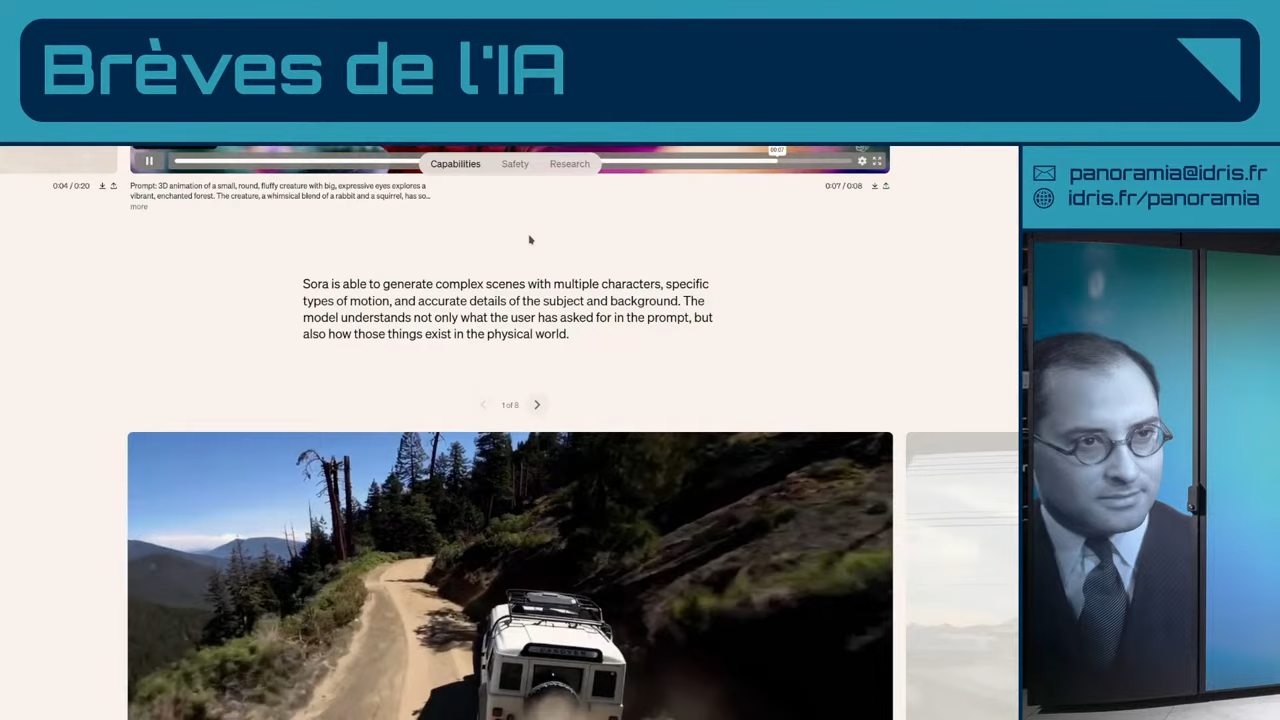 Brèves de l'IA
panoramia@idris.fr
idris.fr/panoramia
Capabilities
Safety
Research
00:07
0:04 / 0:20
Prompt: 3D animation of a small, round, fluffy creature with big, expressive eyes explores a
vibrant, enchanted forest. The creature, a whimsical blend of a rabbit and a squirrel, has so...
more
0:07 / 0:08
Sora is able to generate complex scenes with multiple characters, specific
types of motion, and accurate details of the subject and background. The
model understands not only what the user has asked for in the prompt, but
also how those things exist in the physical world.
1 of 8